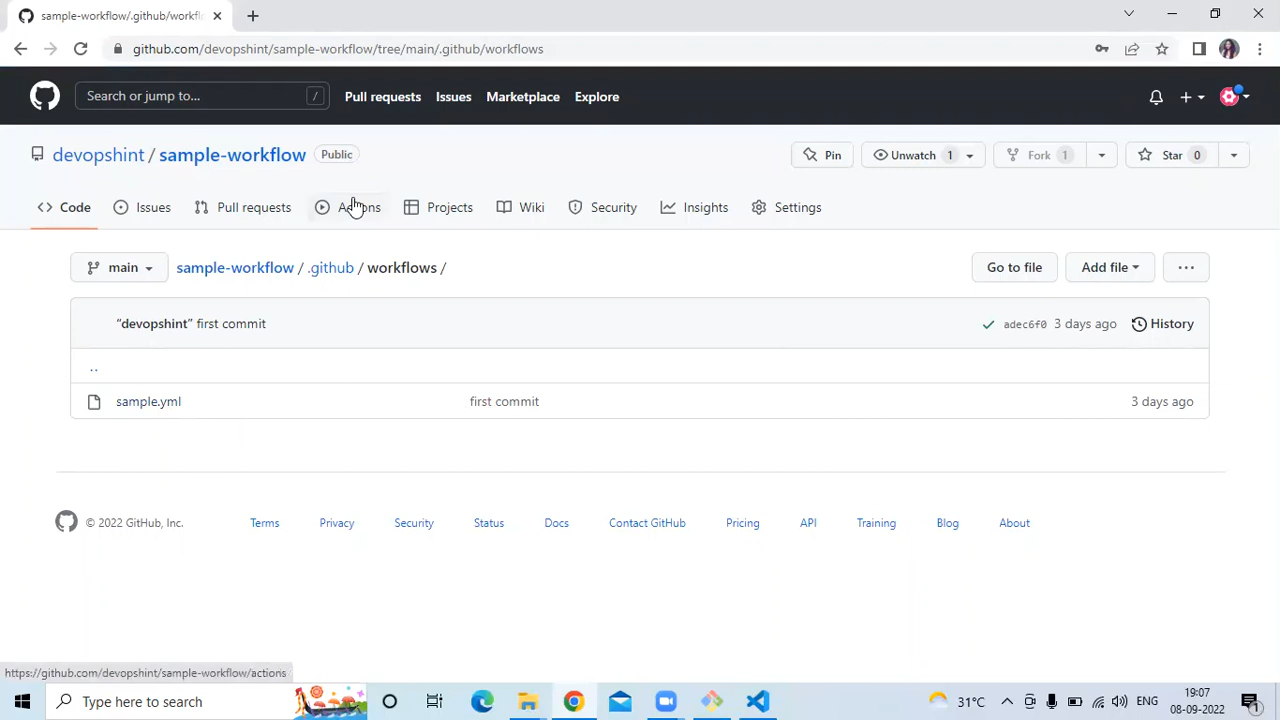 sample-workflow/.github/workfl
github.com/devopshint/sample-workflow/tree/main/.github/workflows
Search or jump to...
/
Pull requests
Issues
Marketplace
Explore
devopshint / sample-workflow
Public
Pin
Unwatch 1
Fork 1
Star 0
Code
Issues
Pull requests
Actions
Projects
Wiki
Security
Insights
Settings
main
sample-workflow / .github / workflows /
Go to file
Add file
“devopshint” first commit
adec6f0 3 days ago
History
..
sample.yml
first commit
3 days ago
© 2022 GitHub, Inc.
Terms
Privacy
Security
Status
Docs
Contact GitHub
Pricing
API
Training
Blog
About
https://github.com/devopshint/sample-workflow/actions
Type here to search
31°C
ENG
19:07
08-09-2022
1